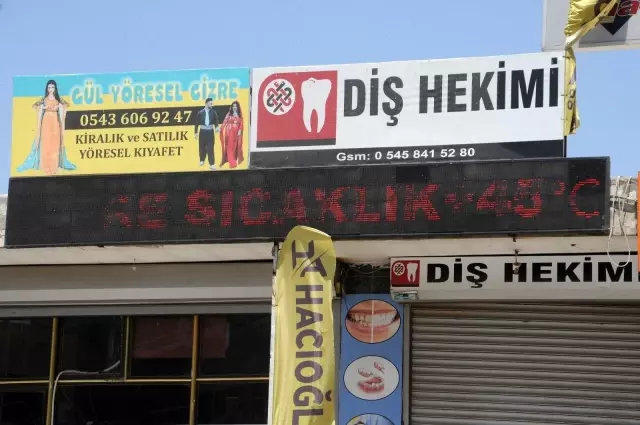 GÜL YÖRESEL GİZRE
0543 606 92 47
KİRALIK ve SATILIK
YÖRESEL KIYAFET
DİŞ HEKİMİ
Gsm: 0 545 841 52 80
SICAKLIK:+45°C
HACIOĞL
DİŞ HEKİMİ